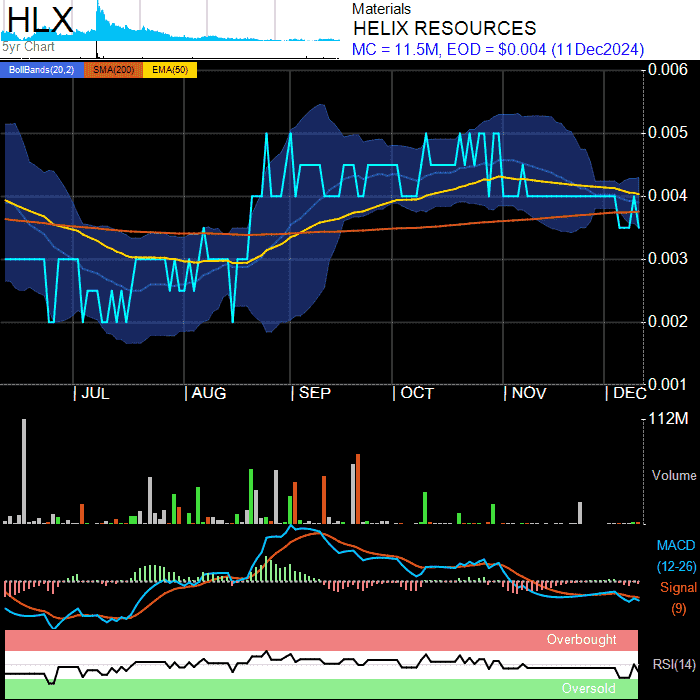 HLX
5yr Chart
Materials
HELIX RESOURCES
MC = 11.5M, EOD = $0.004 (11Dec2024)
BollBands(20,2) SMA(200) EMA(50)
0.006
0.005
0.004
0.003
0.002
0.001
| JUL | AUG | SEP | OCT | NOV | DEC
112M
Volume
MACD
(12-26)
Signal
(9)
Overbought
RSI(14)
Oversold